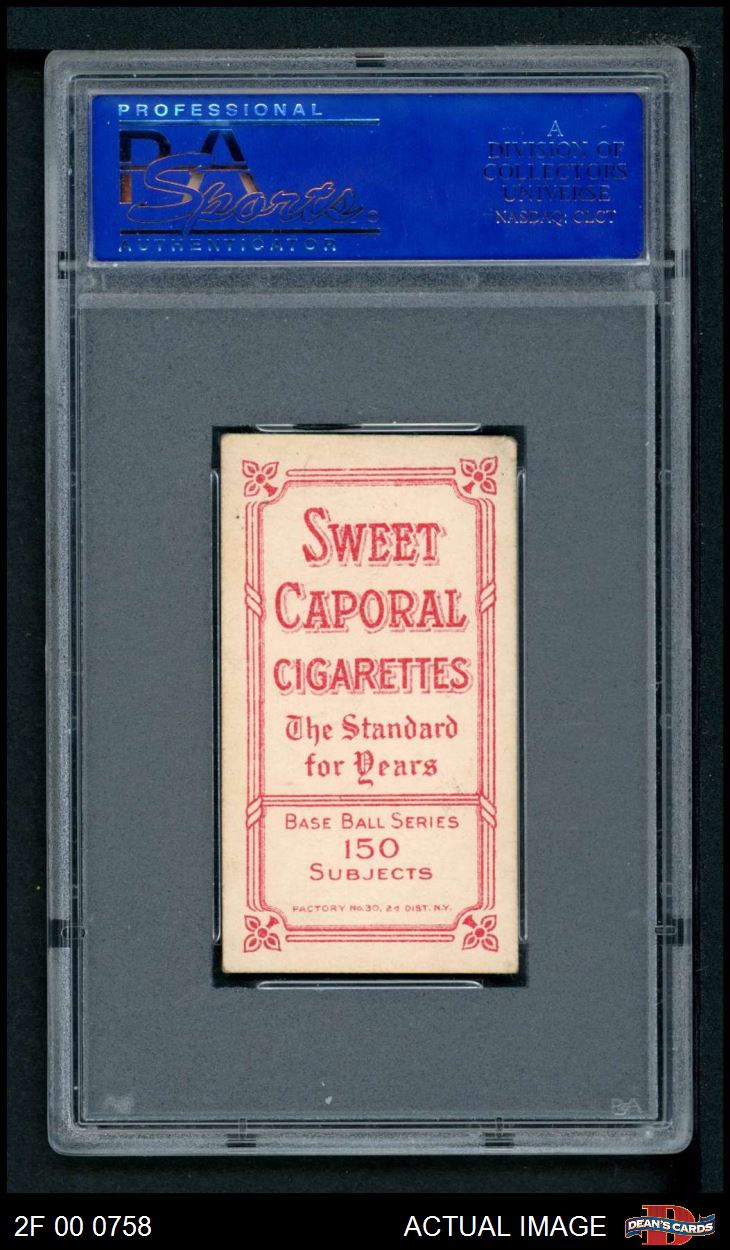 PROFESSIONAL
PSA
Sports
AUTHENTICATOR
A
DIVISION OF
COLLECTORS
UNIVERSE
NASDAQ: CLCT
SWEET
CAPORAL
CIGARETTES
The Standard
for Years
BASE BALL SERIES
150
SUBJECTS
FACTORY No. 30, 2d DIST. N.Y.
PSA
2F 00 0758
ACTUAL IMAGE
D
DEAN'S CARDS